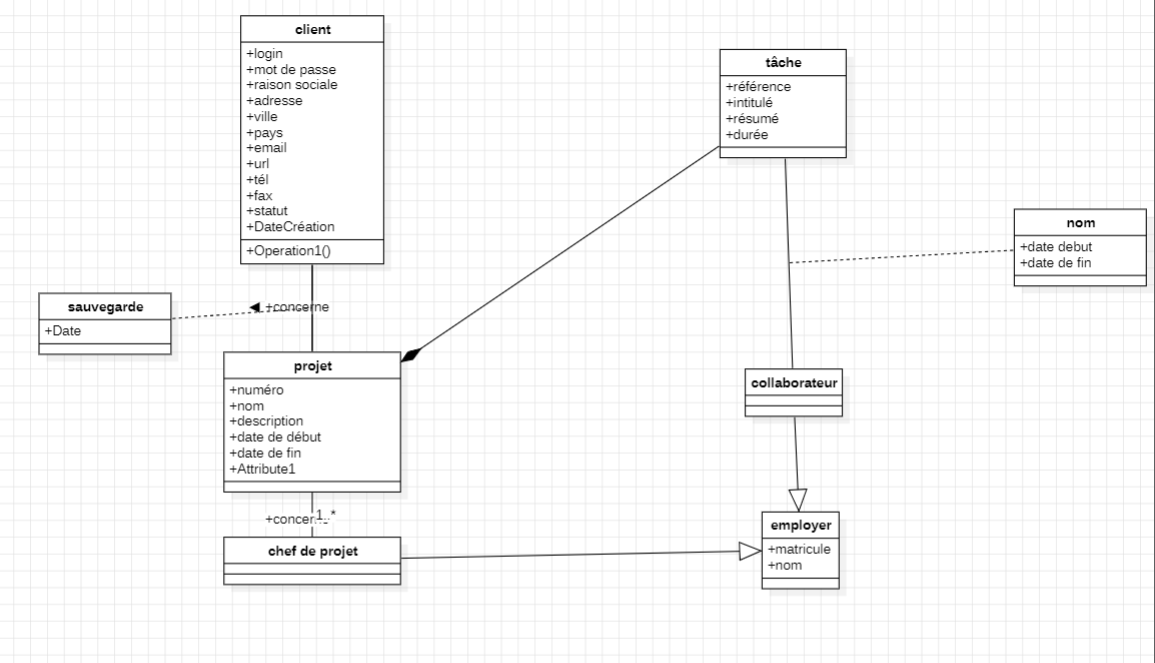 client
+login
+mot de passe
+raison sociale
+adresse
+ville
+pays
+email
+url
+tél
+fax
+statut
+DateCréation
+Operation1()
tâche
+référence
+intitulé
+résumé
+durée
nom
+date debut
+date de fin
sauvegarde
+Date
+concerne
projet
+numéro
+nom
+description
+date de début
+date de fin
+Attribute1
collaborateur
1..*
chef de projet
employer
+matricule
+nom